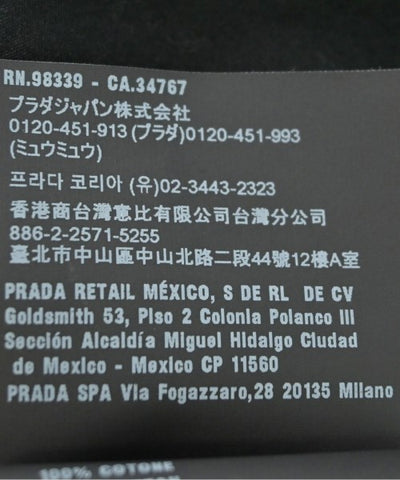 RN.98339 - CA.34767
プラダジャパン株式会社
0120-451-913 (プラダ)0120-451-993
(ミュウミュウ)
프라다 코리아 (유)02-3443-2323
香港商台灣意比有限公司台灣分公司
886-2-2571-5255
臺北市中山區中山北路二段44號12樓A室
PRADA RETAIL MÉXICO, S DE RL DE CV
Goldsmith 53, PIso 2 Colonia Polanco III
Sección Alcaldía Miguel Hidalgo Ciudad
de Mexico - Mexico CP 11560
PRADA SPA VIa Fogazzaro,28 20135 Milano
100% COTONE